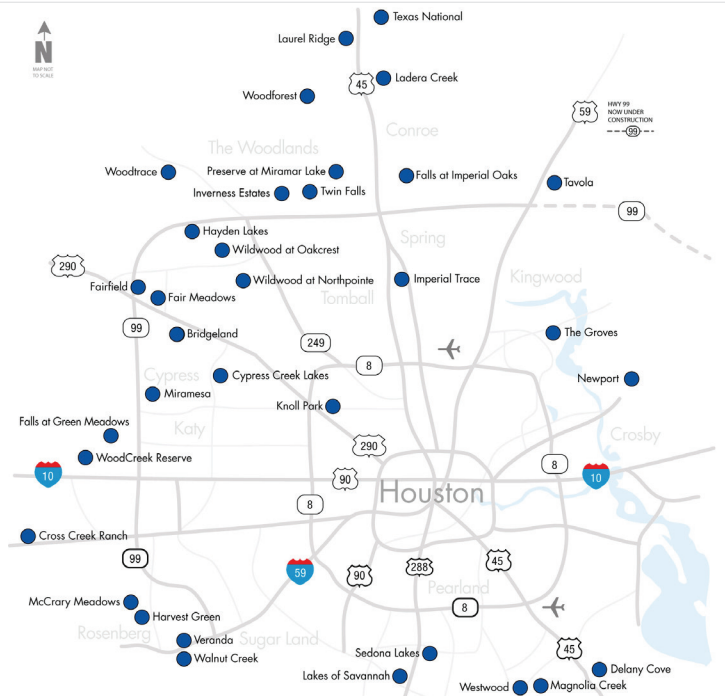 Texas National
Laurel Ridge
N
MAP NOT
TO SCALE
45
Ladera Creek
Woodforest
59
HWY 99
NOW UNDER
CONSTRUCTION
99
Conroe
The Woodlands
Woodtrace
Preserve at Miramar Lake
Falls at Imperial Oaks
Tavola
Inverness Estates
Twin Falls
99
Hayden Lakes
Spring
Wildwood at Oakcrest
290
Kingwood
Fairfield
Wildwood at Northpointe
Imperial Trace
Fair Meadows
Tomball
99
Bridgeland
The Groves
249
8
Cypress
Cypress Creek Lakes
Newport
Miramesa
Knoll Park
Falls at Green Meadows
Katy
Crosby
290
WoodCreek Reserve
8
10
90
10
Houston
8
Cross Creek Ranch
99
59
90
288
45
Pearland
McCrary Meadows
8
Harvest Green
Rosenberg
Sugar Land
Veranda
45
Walnut Creek
Sedona Lakes
Lakes of Savannah
Delany Cove
Westwood
Magnolia Creek